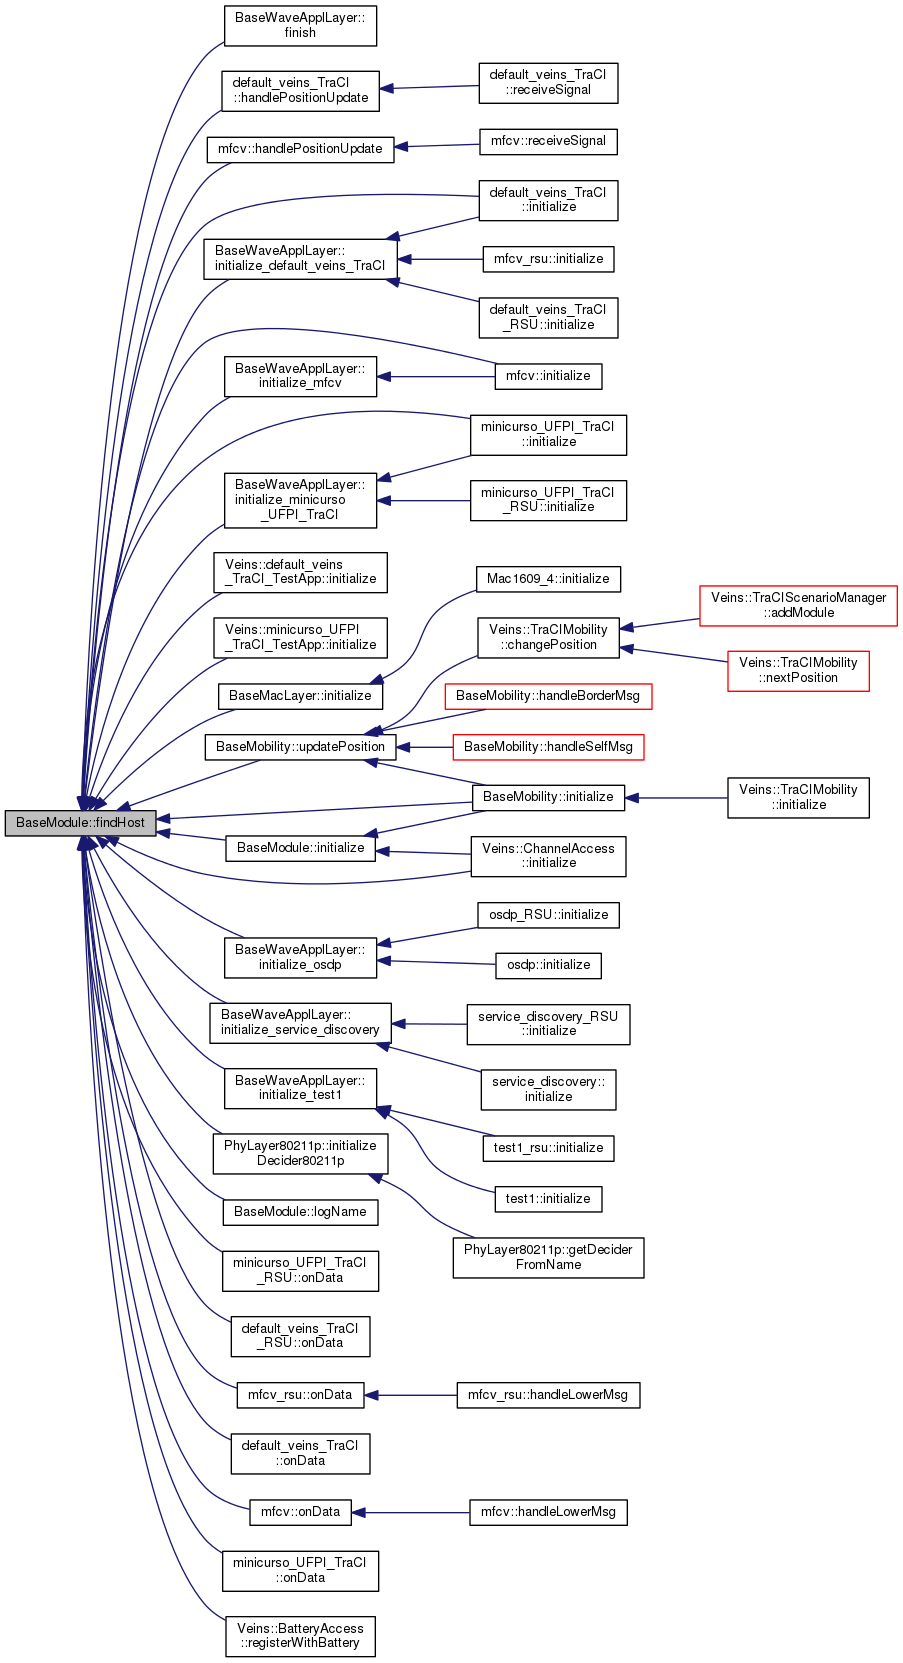 BaseWaveApplLayer::
finish
default_veins_TraCI
::handlePositionUpdate
default_veins_TraCI
::receiveSignal
mfcv::handlePositionUpdate
mfcv::receiveSignal
default_veins_TraCI
::initialize
BaseWaveApplLayer::
initialize_default_veins_TraCI
mfcv_rsu::initialize
default_veins_TraCI
_RSU::initialize
BaseWaveApplLayer::
initialize_mfcv
mfcv::initialize
minicurso_UFPI_TraCI
::initialize
BaseWaveApplLayer::
initialize_minicurso
_UFPI_TraCI
minicurso_UFPI_TraCI
_RSU::initialize
Veins::default_veins
_TraCI_TestApp::initialize
Mac1609_4::initialize
Veins::TraCIScenarioManager
::addModule
Veins::minicurso_UFPI
_TraCI_TestApp::initialize
Veins::TraCIMobility
::changePosition
Veins::TraCIMobility
::nextPosition
BaseMacLayer::initialize
BaseMobility::handleBorderMsg
BaseMobility::updatePosition
BaseMobility::handleSelfMsg
BaseMobility::initialize
Veins::TraCIMobility
::initialize
BaseModule::findHost
BaseModule::initialize
Veins::ChannelAccess
::initialize
osdp_RSU::initialize
BaseWaveApplLayer::
initialize_osdp
osdp::initialize
BaseWaveApplLayer::
initialize_service_discovery
service_discovery_RSU
::initialize
service_discovery::
initialize
BaseWaveApplLayer::
initialize_test1
test1_rsu::initialize
PhyLayer80211p::initialize
Decider80211p
test1::initialize
BaseModule::logName
PhyLayer80211p::getDecider
FromName
minicurso_UFPI_TraCI
_RSU::onData
default_veins_TraCI
_RSU::onData
mfcv_rsu::onData
mfcv_rsu::handleLowerMsg
default_veins_TraCI
::onData
mfcv::onData
mfcv::handleLowerMsg
minicurso_UFPI_TraCI
::onData
Veins::BatteryAccess
::registerWithBattery